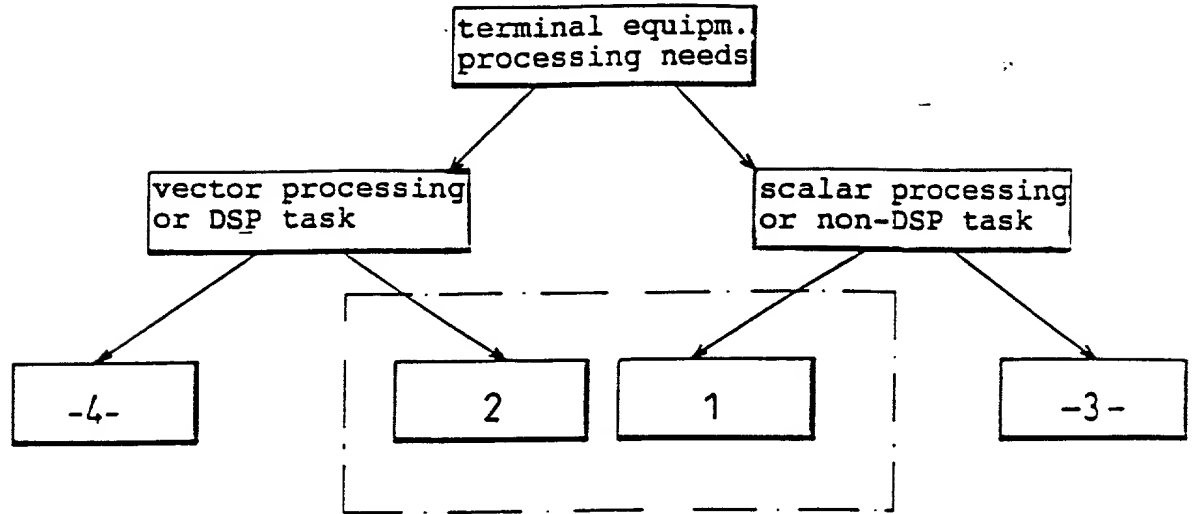 terminal equipm.
processing needs
vector processing
or DSP task
scalar processing
or non-DSP task
-4-
2
1
-3-